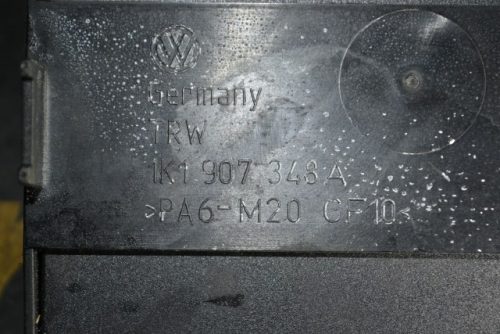 VW
Germany
TRW
1K1 907 348 A
>PA6-M20 GF10<